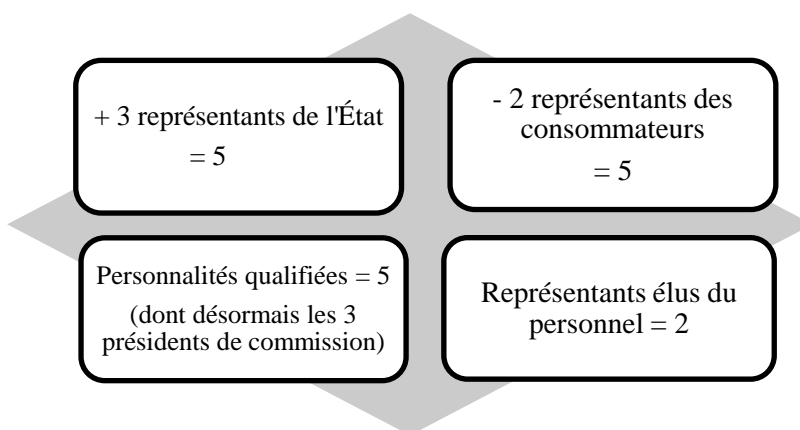 + 3 représentants de l'État
= 5
- 2 représentants des
consommateurs
= 5
Personnalités qualifiées = 5
(dont désormais les 3
présidents de commission)
Représentants élus du
personnel = 2